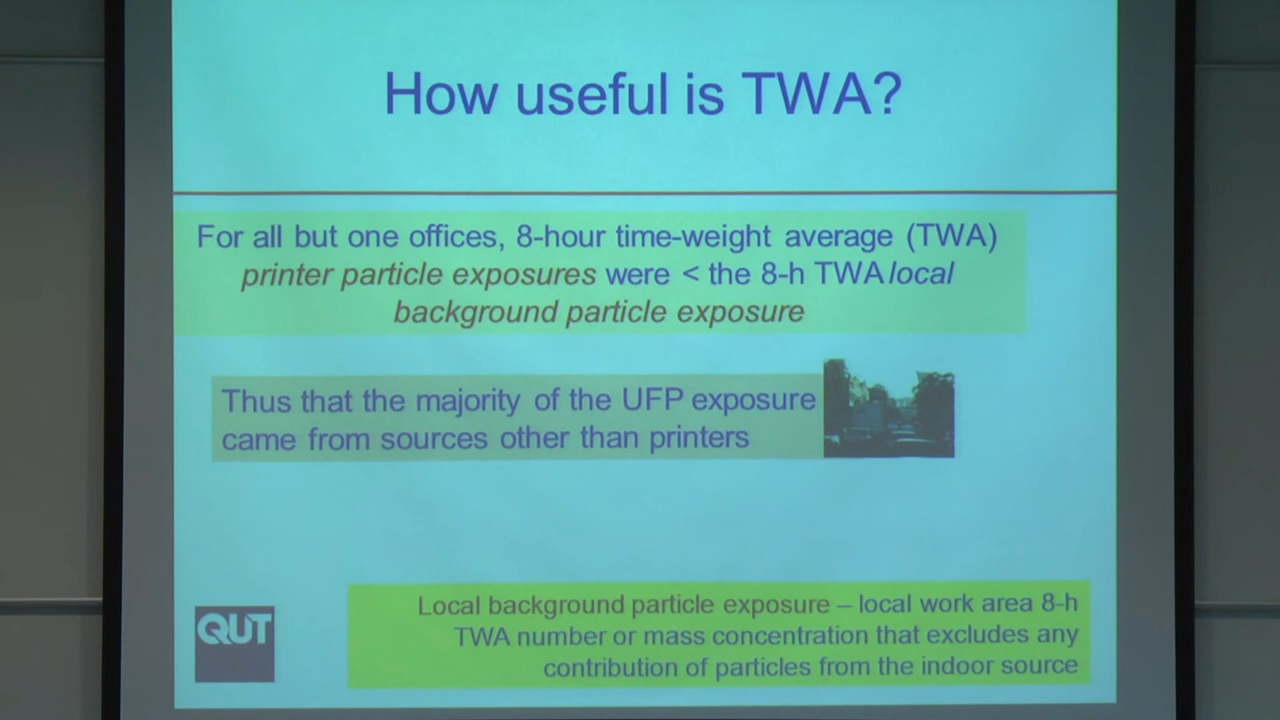 How useful is TWA?
For all but one offices, 8-hour time-weight average (TWA)
printer particle exposures were < the 8-h TWA local
background particle exposure
Thus that the majority of the UFP exposure
came from sources other than printers
QUT
Local background particle exposure – local work area 8-h
TWA number or mass concentration that excludes any
contribution of particles from the indoor source